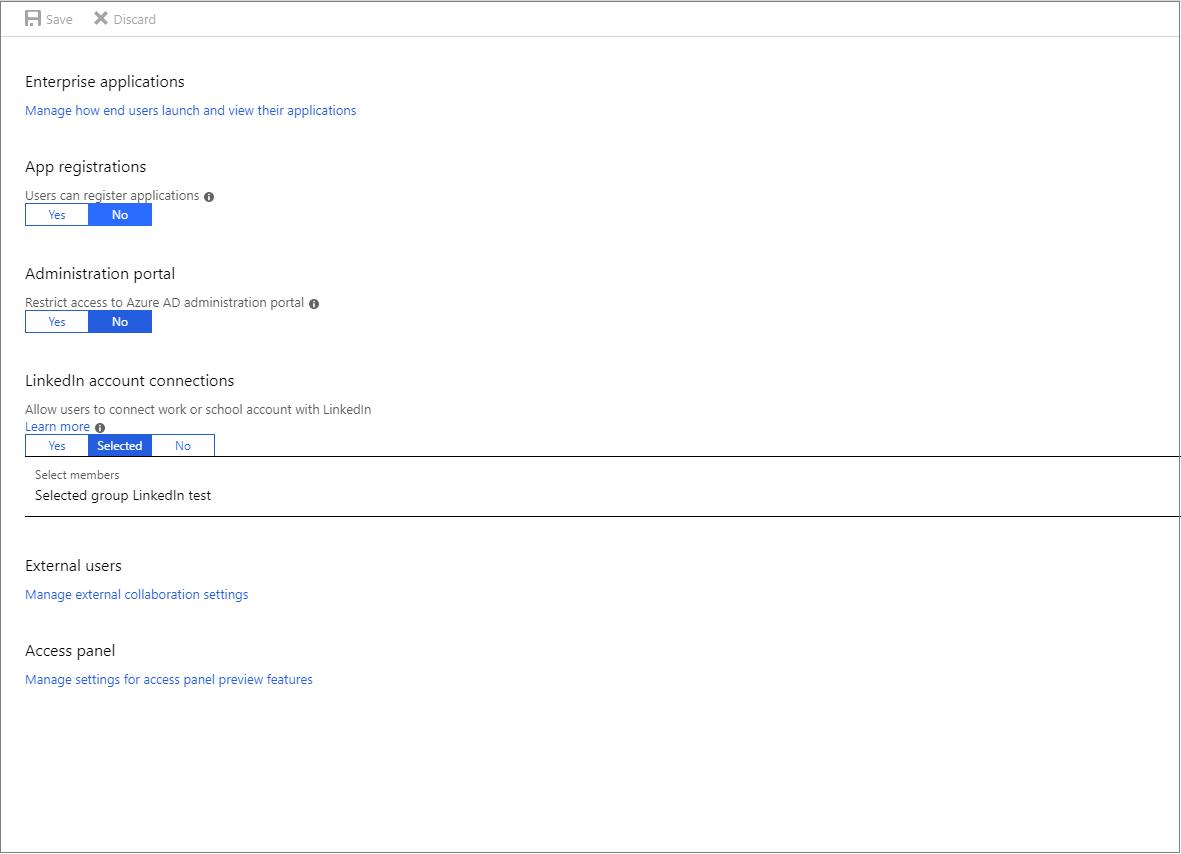 Save Discard
Enterprise applications
Manage how end users launch and view their applications
App registrations
Users can register applications
Yes No
Administration portal
Restrict access to Azure AD administration portal
Yes No
LinkedIn account connections
Allow users to connect work or school account with LinkedIn
Learn more
Yes Selected No
Select members
Selected group LinkedIn test
External users
Manage external collaboration settings
Access panel
Manage settings for access panel preview features